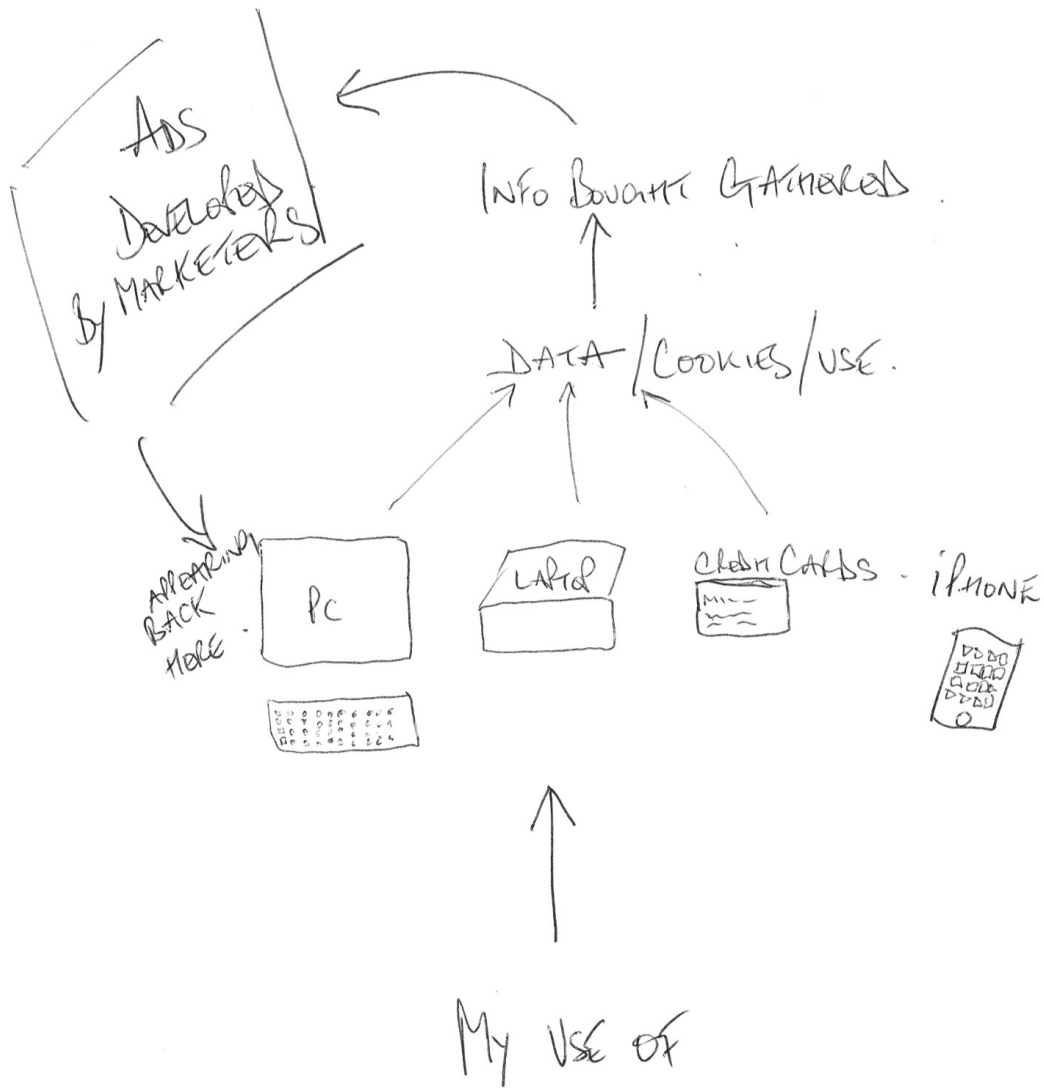 ADS
DEVELOPED
BY MARKETERS
INFO BOUGHT GATHERED.
DATA/COOKIES/USE.
APPEARING
BACK
HERE.
PC
LAPTOP
CREDIT CARDS.
iPHONE
MY USE OF